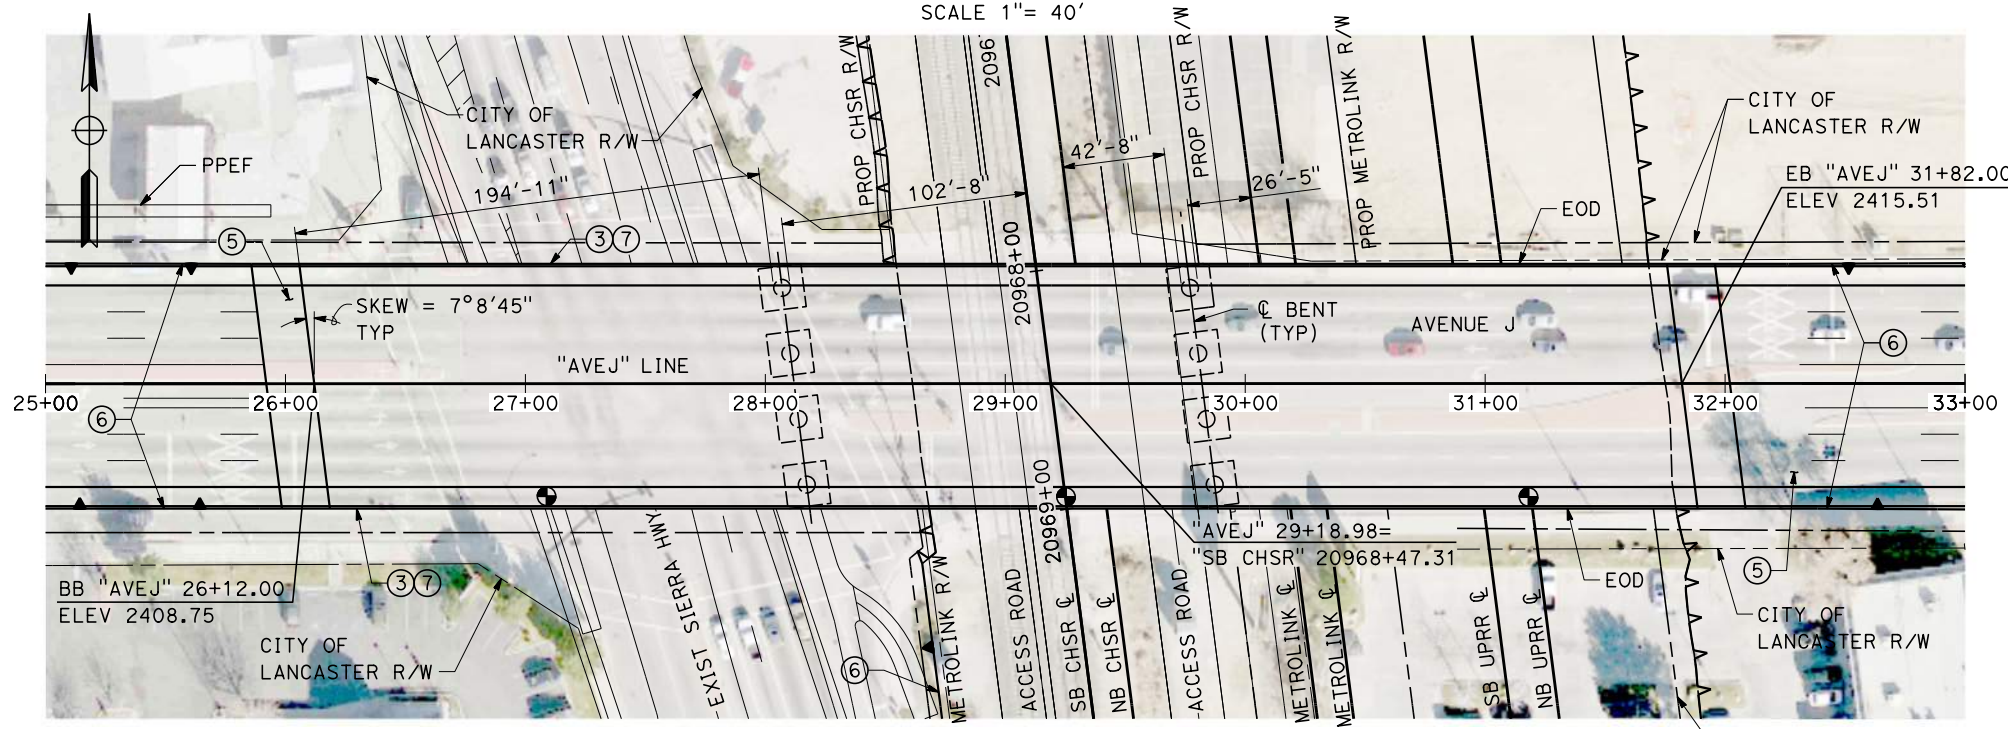 SCALE 1"= 40'
CITY OF
LANCASTER R/W
PPEF
194'-11"
PROP CHSR R/W
102'-8"
2096
42'-8"
PROP CHSR R/W
26'-5"
PROP METROLINK R/W
CITY OF
LANCASTER R/W
EB "AVEJ" 31+82.00
ELEV 2415.51
EOD
5
3 7
20968+00
SKEW = 7°8'45"
TYP
℄ BENT
(TYP)
AVENUE J
6
"AVEJ" LINE
25+00
26+00
27+00
28+00
29+00
30+00
31+00
32+00
33+00
6
20969+00
"AVEJ" 29+18.98=
"SB CHSR" 20968+47.31
BB "AVEJ" 26+12.00
ELEV 2408.75
3 7
CITY OF
LANCASTER R/W
EXIST SIERRA HWY
6
METROLINK R/W
ACCESS ROAD
SB CHSR ℄
NB CHSR ℄
ACCESS ROAD
METROLINK ℄
METROLINK ℄
SB UPRR ℄
NB UPRR ℄
EOD
5
CITY OF
LANCASTER R/W